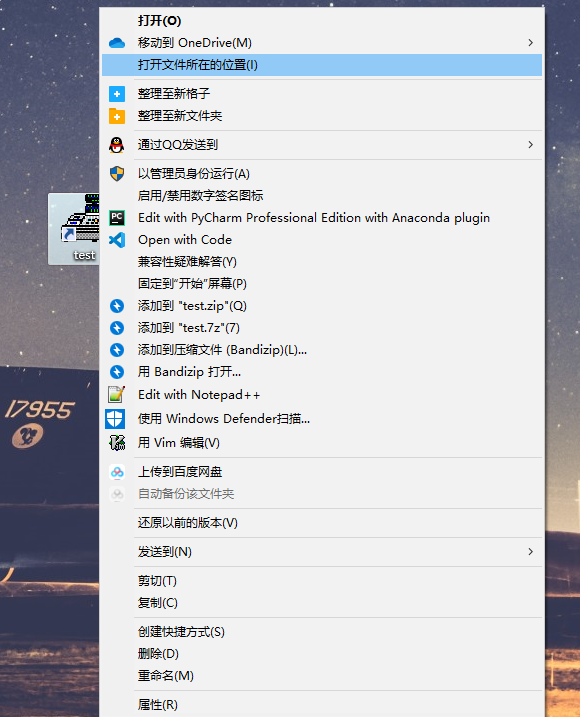 打开(O)
移动到 OneDrive(M)
打开文件所在的位置(I)
整理至新格子
整理至新文件夹
通过QQ发送到
以管理员身份运行(A)
启用/禁用数字签名图标
PC
Edit with PyCharm Professional Edition with Anaconda plugin
Open with Code
test
兼容性疑难解答(Y)
固定到"开始"屏幕(P)
添加到 "test.zip"(Q)
添加到 "test.7z"(7)
添加到压缩文件 (Bandizip)(L)...
用 Bandizip 打开...
Edit with Notepad++
17955
使用 Windows Defender扫描...
用 Vim 编辑(V)
上传到百度网盘
自动备份该文件夹
还原以前的版本(V)
发送到(N)
剪切(T)
复制(C)
创建快捷方式(S)
删除(D)
重命名(M)
属性(R)